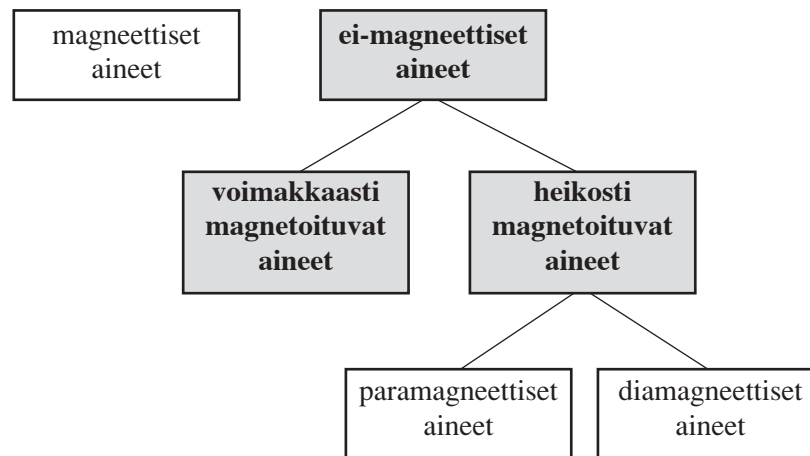 magneettiset
aineet
ei-magneettiset
aineet
voimakkaasti
magnetoituvat
aineet
heikosti
magnetoituvat
aineet
paramagneettiset
aineet
diamagneettiset
aineet